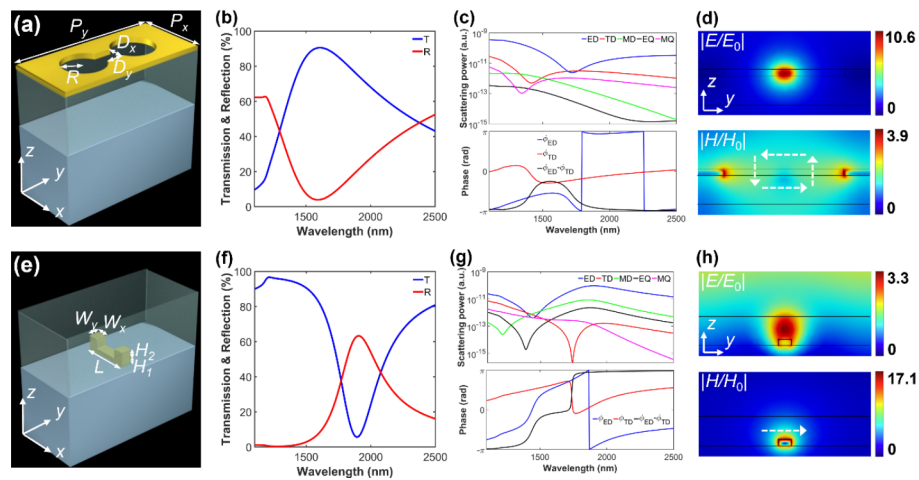 (a)
P_y
P_x
D_x
D_y
R
z
y
x
(b)
Transmission & Reflection (%)
100
80
60
40
20
0
T
R
1500
2000
2500
Wavelength (nm)
(c)
Scattering power (a.u.)
10^-9
10^-11
10^-13
10^-15
ED TD MD EQ MQ
Phase (rad)
π
0
-π
ϕ_ED
ϕ_TD
ϕ_ED-ϕ_TD
1500
2000
2500
Wavelength (nm)
(d)
|E/E_0|
z
y
10.6
0
|H/H_0|
3.9
0
(e)
W_y W_x
L
H_2
H_1
z
y
x
(f)
Transmission & Reflection (%)
100
80
60
40
20
0
T
R
1500
2000
2500
Wavelength (nm)
(g)
Scattering power (a.u.)
10^-9
10^-11
10^-13
10^-15
ED TD MD EQ MQ
Phase (rad)
π
0
-π
ϕ_ED ϕ_TD ϕ_ED-ϕ_TD
1500
2000
2500
Wavelength (nm)
(h)
|E/E_0|
z
y
3.3
0
|H/H_0|
17.1
0